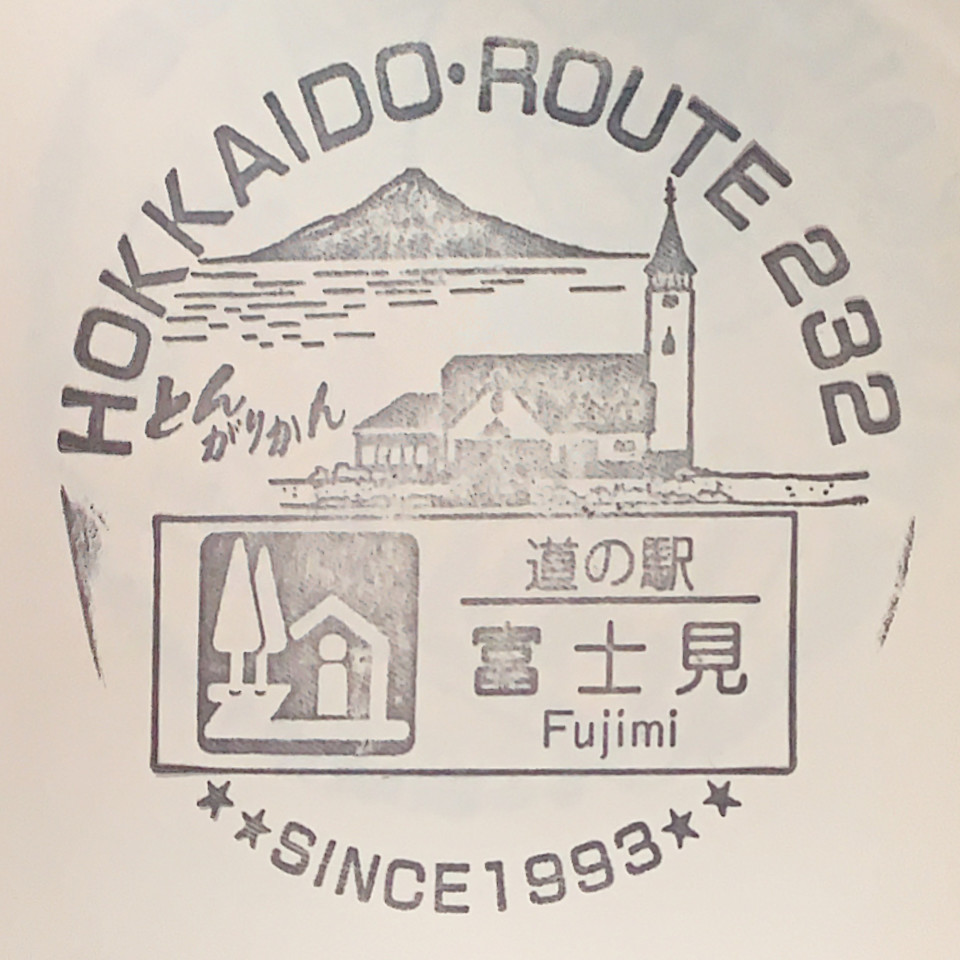 HOKKAIDO・ROUTE 232
とんがりかん
道の駅
富士見
Fujimi
★★SINCE1993★★